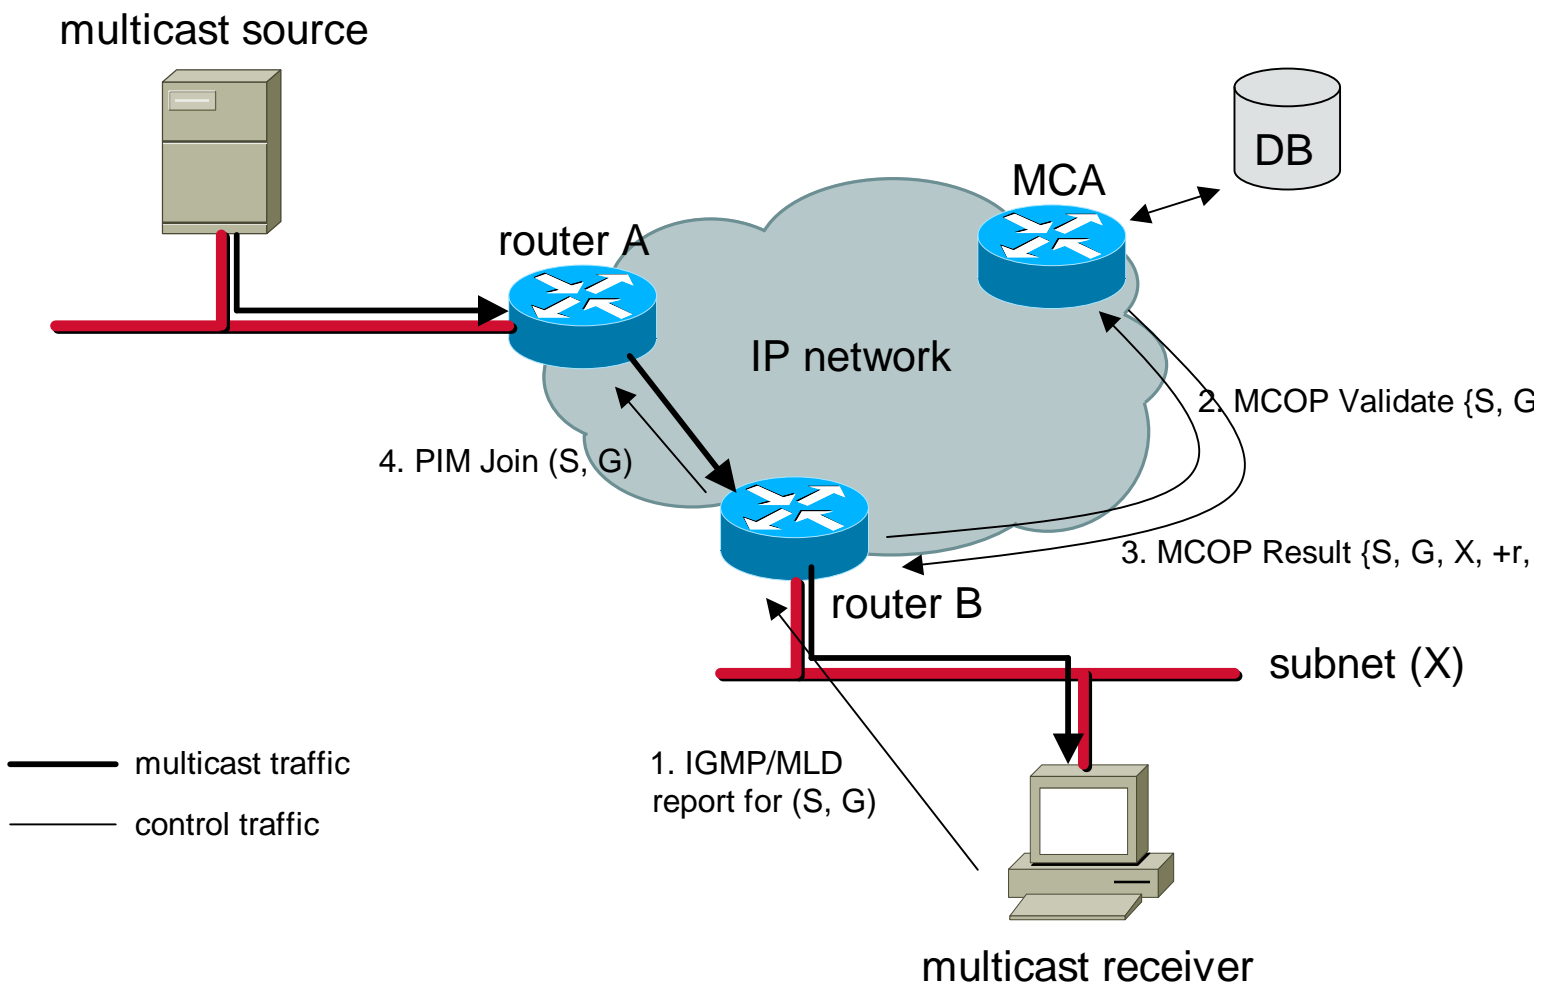 multicast source
DB
MCA
router A
IP network
2. MCOP Validate {S, G
4. PIM Join (S, G)
3. MCOP Result {S, G, X, +r,
router B
subnet (X)
1. IGMP/MLD
report for (S, G)
multicast traffic
control traffic
multicast receiver